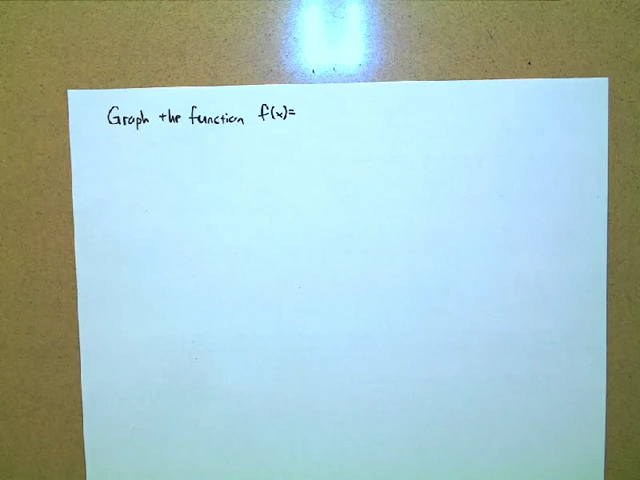 Graph the function f(x)=